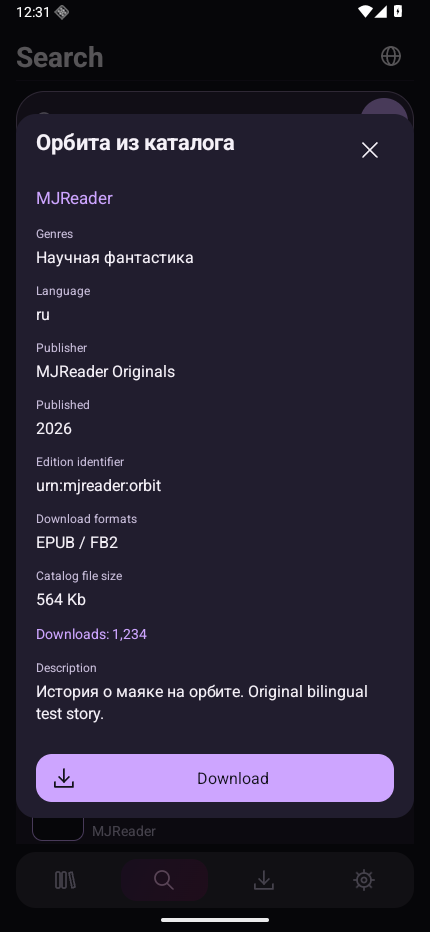 12:31
Search
Орбита из каталога
MJReader
Genres
Научная фантастика
Language
ru
Publisher
MJReader Originals
Published
2026
Edition identifier
urn:mjreader:orbit
Download formats
EPUB / FB2
Catalog file size
564 Kb
Downloads: 1,234
Description
История о маяке на орбите. Original bilingual
test story.
Download
MJReader